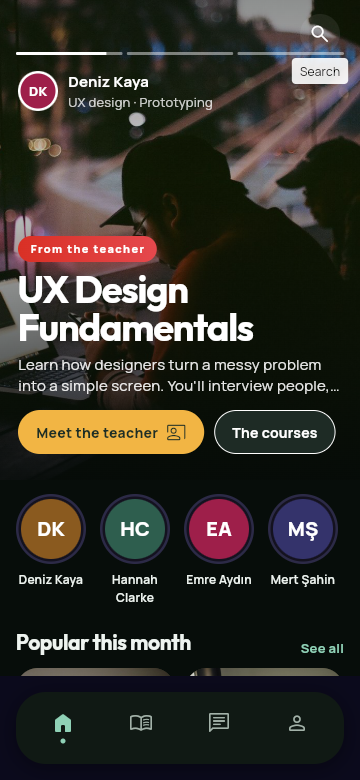 Search
DK
Deniz Kaya
UX design · Prototyping
From the teacher
UX Design
Fundamentals
Learn how designers turn a messy problem
into a simple screen. You'll interview people,…
Meet the teacher
The courses
DK
HC
EA
MŞ
Deniz Kaya
Hannah
Clarke
Emre Aydın
Mert Şahin
Popular this month
See all